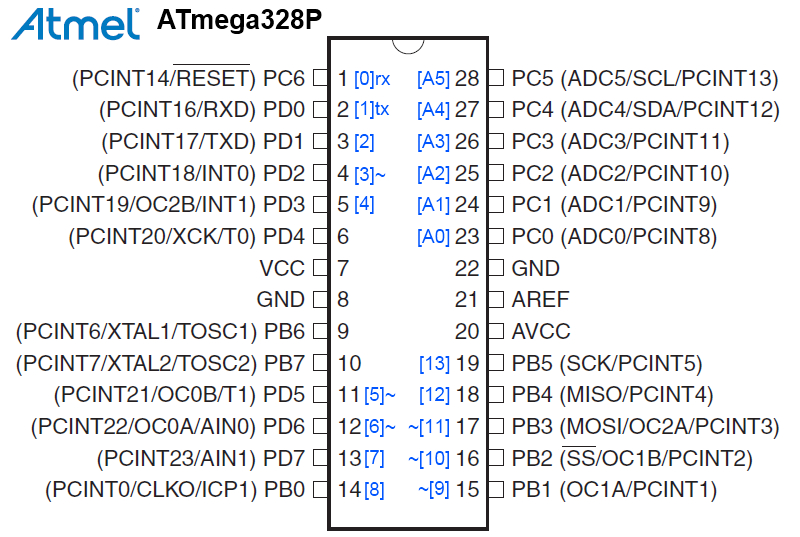 Atmel ATmega328P
(PCINT14/RESET) PC6 1 [0]rx [A5] 28 PC5 (ADC5/SCL/PCINT13)
(PCINT16/RXD) PD0 2 [1]tx [A4] 27 PC4 (ADC4/SDA/PCINT12)
(PCINT17/TXD) PD1 3 [2] [A3] 26 PC3 (ADC3/PCINT11)
(PCINT18/INT0) PD2 4 [3]~ [A2] 25 PC2 (ADC2/PCINT10)
(PCINT19/OC2B/INT1) PD3 5 [4] [A1] 24 PC1 (ADC1/PCINT9)
(PCINT20/XCK/T0) PD4 6 [A0] 23 PC0 (ADC0/PCINT8)
VCC 7 22 GND
GND 8 21 AREF
(PCINT6/XTAL1/TOSC1) PB6 9 20 AVCC
(PCINT7/XTAL2/TOSC2) PB7 10 [13] 19 PB5 (SCK/PCINT5)
(PCINT21/OC0B/T1) PD5 11 [5]~ [12] 18 PB4 (MISO/PCINT4)
(PCINT22/OC0A/AIN0) PD6 12 [6]~ ~[11] 17 PB3 (MOSI/OC2A/PCINT3)
(PCINT23/AIN1) PD7 13 [7] ~[10] 16 PB2 (SS/OC1B/PCINT2)
(PCINT0/CLKO/ICP1) PB0 14 [8] ~[9] 15 PB1 (OC1A/PCINT1)